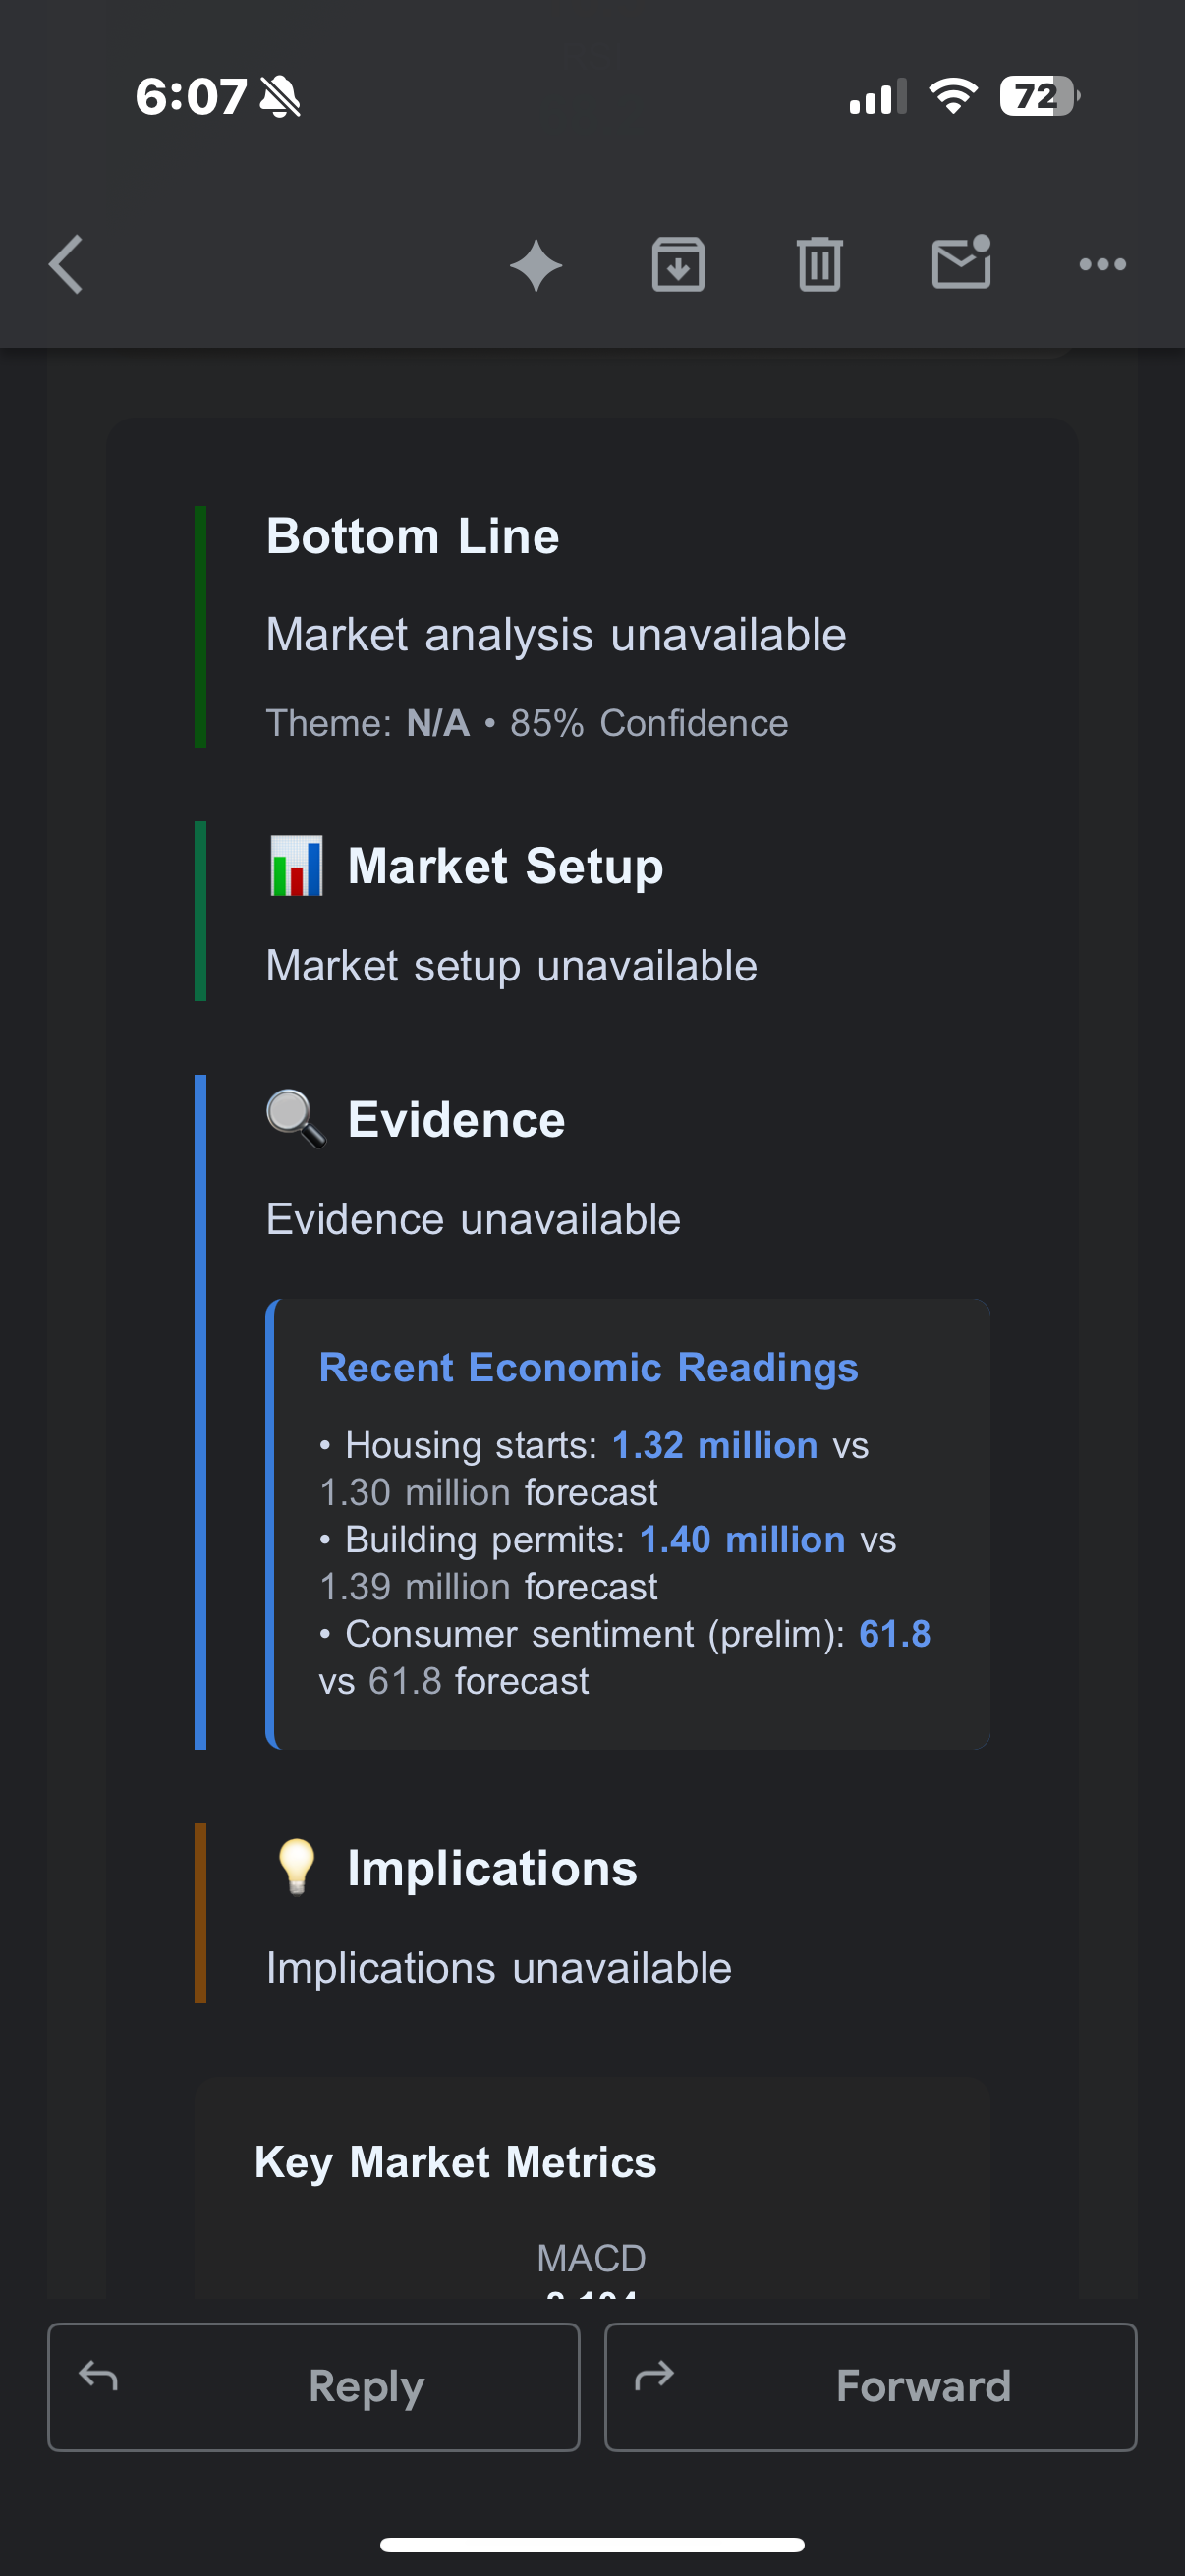 6:07
72
Bottom Line
Market analysis unavailable
Theme: N/A • 85% Confidence
📊 Market Setup
Market setup unavailable
🔍 Evidence
Evidence unavailable
Recent Economic Readings
• Housing starts: 1.32 million vs
1.30 million forecast
• Building permits: 1.40 million vs
1.39 million forecast
• Consumer sentiment (prelim): 61.8
vs 61.8 forecast
💡 Implications
Implications unavailable
Key Market Metrics
MACD
Reply
Forward